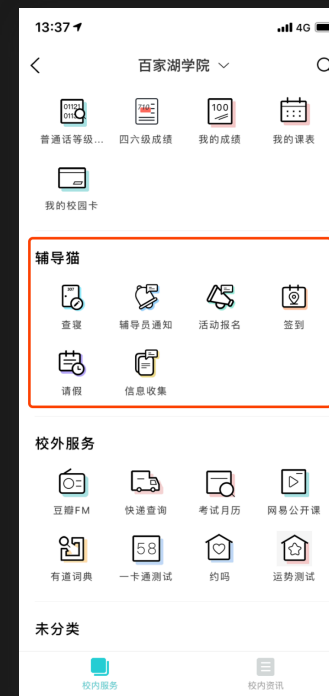 13:37 4G
百家湖学院
普通话等级... 四六级成绩 我的成绩 我的课表
我的校园卡
辅导猫
查寝 辅导员通知 活动报名 签到
请假 信息收集
校外服务
豆瓣FM 快递查询 考试月历 网易公开课
58
有道词典 一卡通测试 约吗 运势测试
未分类
校内服务 校内资讯